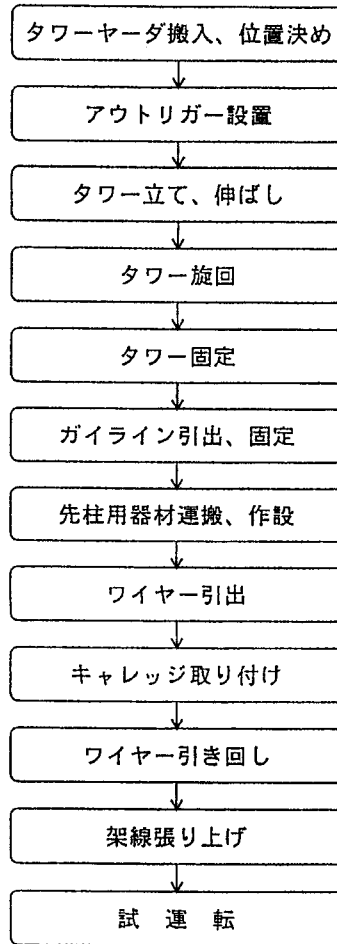 タワーヤーダ搬入、位置決め
アウトリガー設置
タワー立て、伸ばし
タワー旋回
タワー固定
ガイライン引出、固定
先柱用器材運搬、作設
ワイヤー引出
キャレッジ取り付け
ワイヤー引き回し
架線張り上げ
試 運 転